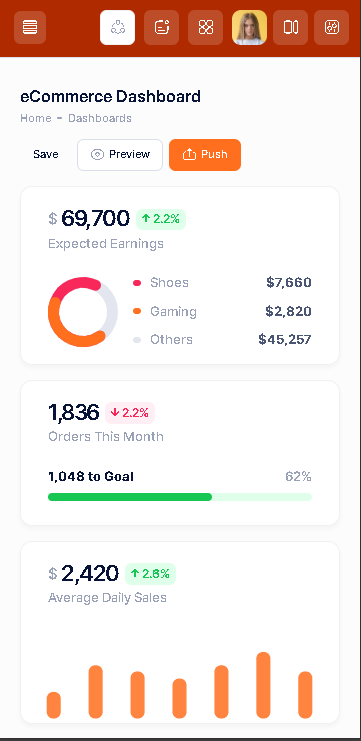 eCommerce Dashboard
Home - Dashboards
Save Preview Push
$ 69,700 ↑ 2.2%
Expected Earnings
Shoes $7,660
Gaming $2,820
Others $45,257
1,836 ↓ 2.2%
Orders This Month
1,048 to Goal 62%
$ 2,420 ↑ 2.6%
Average Daily Sales